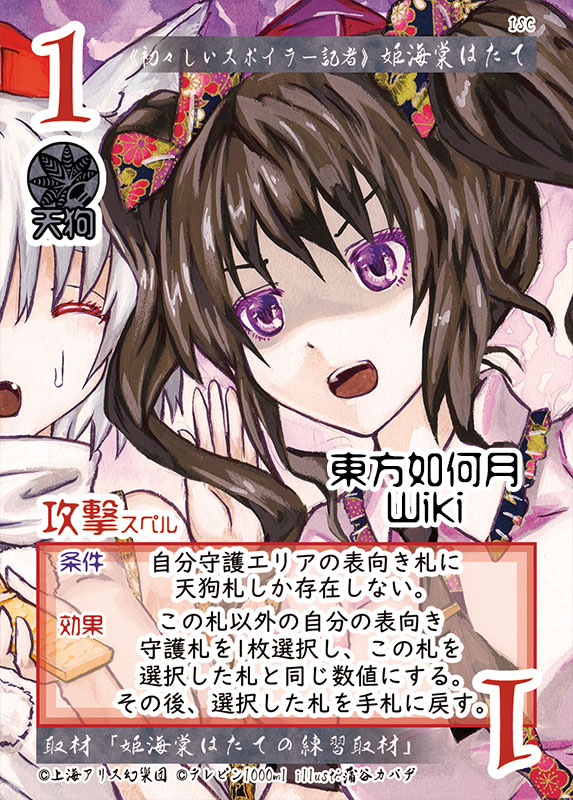 1SC
1
《初々しいスポイラー記者》姫海棠はたて
天狗
東方如何月
Wiki
攻撃スペル
条件 自分守護エリアの表向き札に
天狗札しか存在しない。
効果 この札以外の自分の表向き
守護札を1枚選択し、この札を
選択した札と同じ数値にする。
その後、選択した札を手札に戻す。
1
取材「姫海棠はたての練習取材」
©上海アリス幻樂団 ©テレピン1000ml illust:蒲谷カバヂ